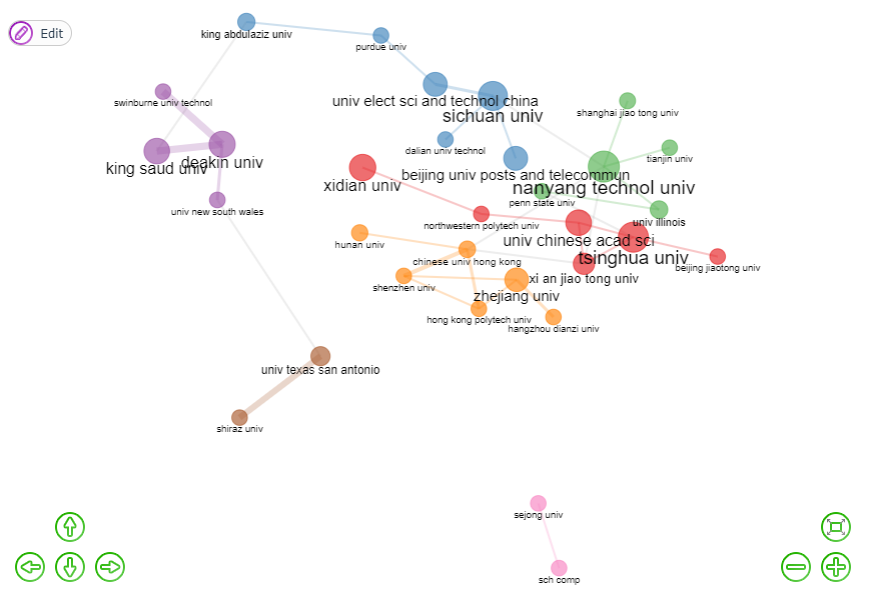 king abdulaziz univ
Edit
purdue univ
swinburne univ technol
univ elect sci and technol china
shanghai jiao tong univ
sichuan univ
dalian univ technol
tianjin univ
king saud univ
deakin univ
beijing univ posts and telecommun
xidian univ
nanyang technol univ
penn state univ
univ new south wales
univ illinois
northwestern polytech univ
univ chinese acad sci
hunan univ
tsinghua univ
chinese univ hong kong
beijing jiaotong univ
xi an jiao tong univ
shenzhen univ
zhejiang univ
hong kong polytech univ
hangzhou dianzi univ
univ texas san antonio
shiraz univ
sejong univ
sch comp